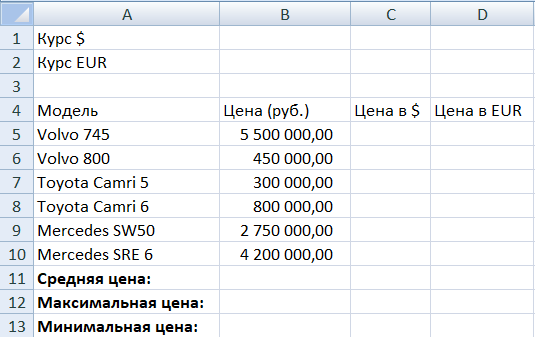 A B C D
1 Курс $
2 Курс EUR
3
4 Модель Цена (руб.) Цена в $ Цена в EUR
5 Volvo 745 5 500 000,00
6 Volvo 800 450 000,00
7 Toyota Camri 5 300 000,00
8 Toyota Camri 6 800 000,00
9 Mercedes SW50 2 750 000,00
10 Mercedes SRE 6 4 200 000,00
11 Средняя цена:
12 Максимальная цена:
13 Минимальная цена: